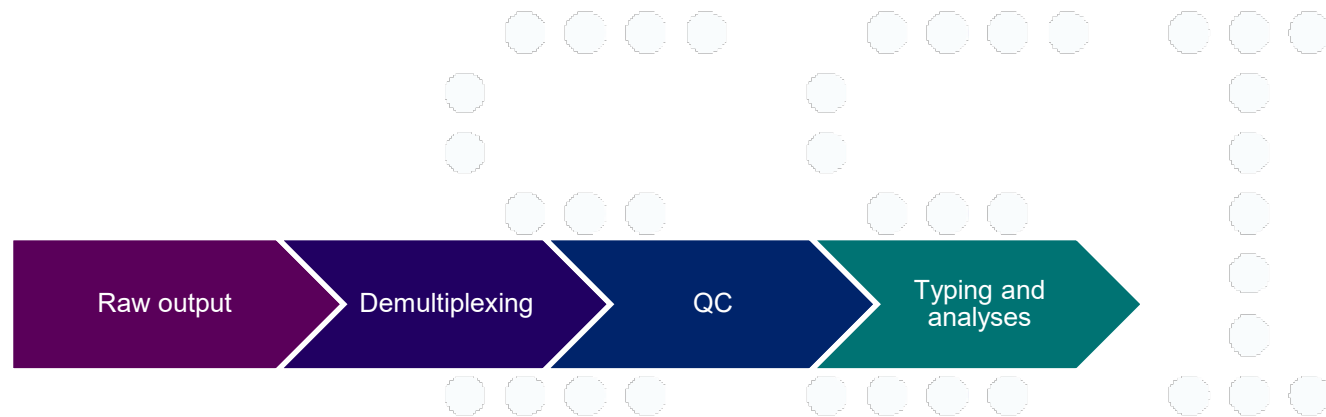 Raw output
Demultiplexing
QC
Typing and
analyses